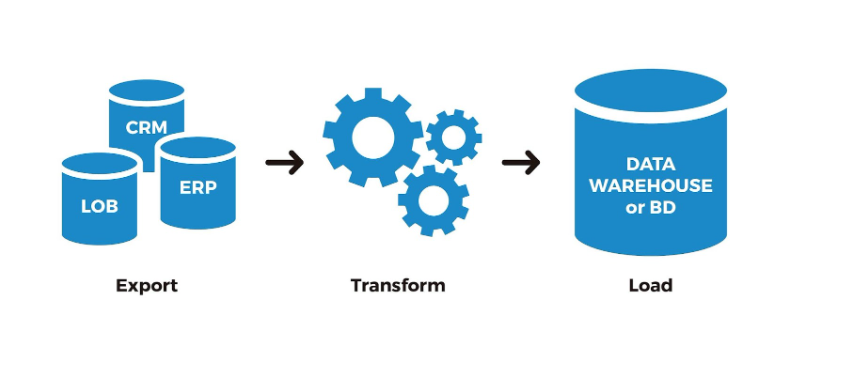 CRM
LOB
ERP
DATA
WAREHOUSE
or BD
Export
Transform
Load